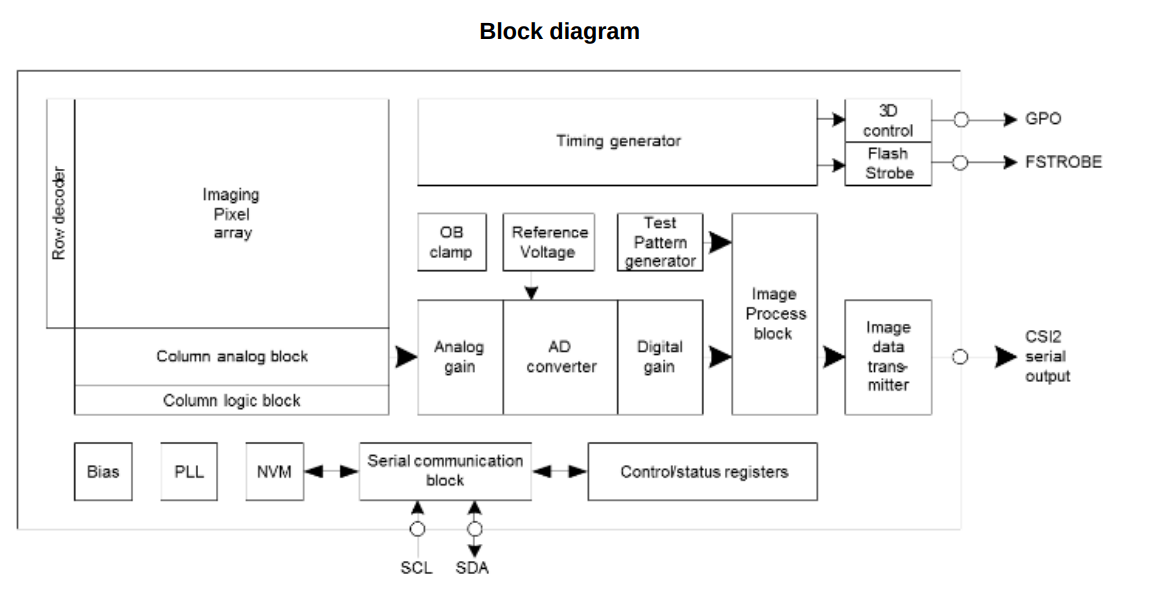 Block diagram
Row decoder
Imaging
Pixel
array
Column analog block
Column logic block
Timing generator
3D
control
Flash
Strobe
GPO
FSTROBE
OB
clamp
Reference
Voltage
Test
Pattern
generator
Analog
gain
AD
converter
Digital
gain
Image
Process
block
Image
data
trans-
mitter
CSI2
serial
output
Bias
PLL
NVM
Serial communication
block
Control/status registers
SCL
SDA